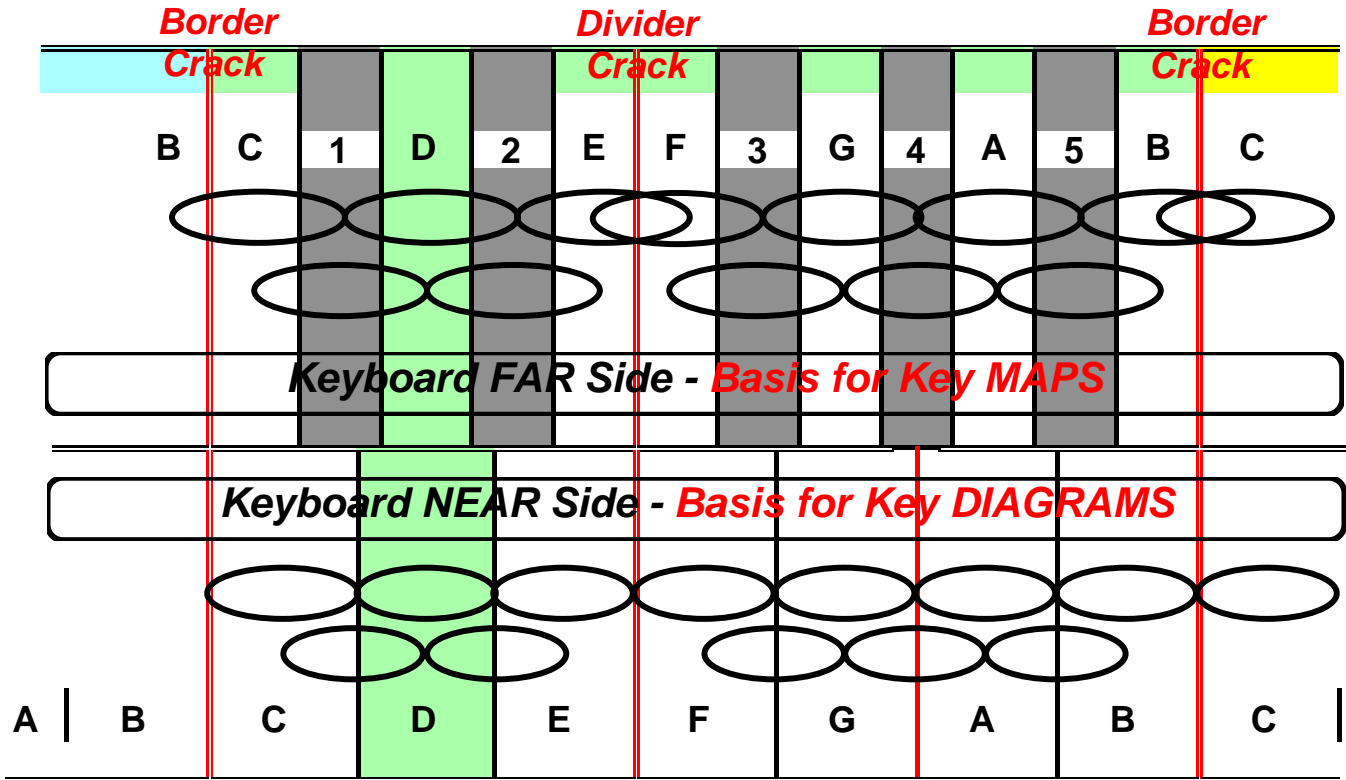 Border Divider Border
Crack Crack Crack
B C 1 D 2 E F 3 G 4 A 5 B C
Keyboard FAR Side - Basis for Key MAPS
Keyboard NEAR Side - Basis for Key DIAGRAMS
A B C D E F G A B C